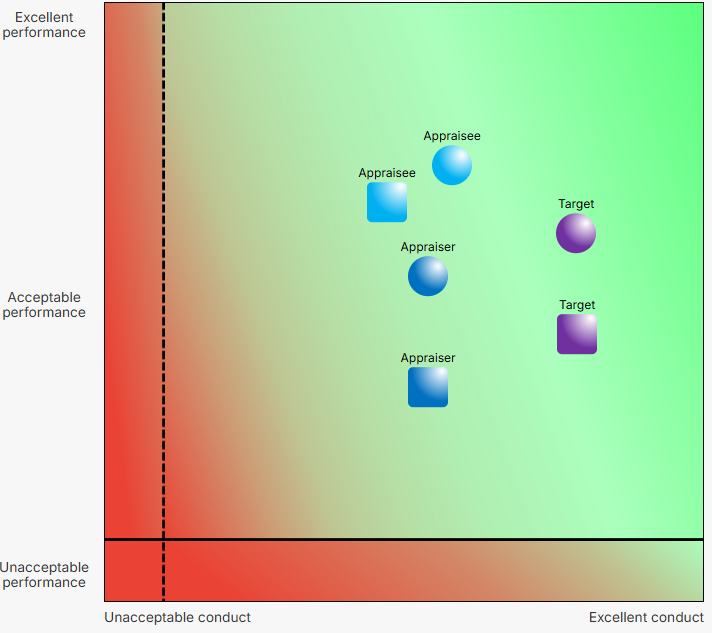 Excellent
performance
Appraisee
Appraisee
Target
Appraiser
Acceptable
performance
Target
Appraiser
Unacceptable
performance
Unacceptable conduct
Excellent conduct